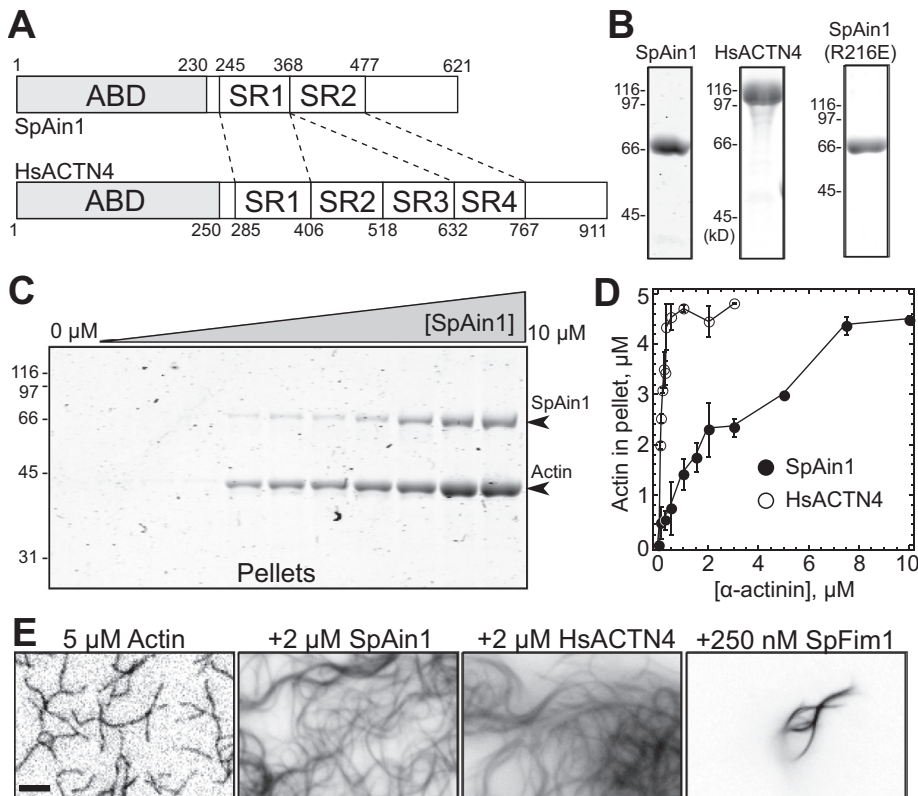 A
1 230 245 368 477 621
ABD SR1 SR2
SpAin1
HsACTN4
ABD SR1 SR2 SR3 SR4
1 250 285 406 518 632 767 911
B
SpAin1 HsACTN4 SpAin1 (R216E)
116-
97-
66-
45-
116-
97-
66-
45-
(kD)
116-
97-
66-
45-
C
0 µM [SpAin1] 10 µM
116 -
97 -
66 -
45 -
31 -
SpAin1
Actin
Pellets
D
Actin in pellet, µM
5
4
3
2
1
0
SpAin1
HsACTN4
0 2 4 6 8 10
[α-actinin], µM
E
5 µM Actin +2 µM SpAin1 +2 µM HsACTN4 +250 nM SpFim1